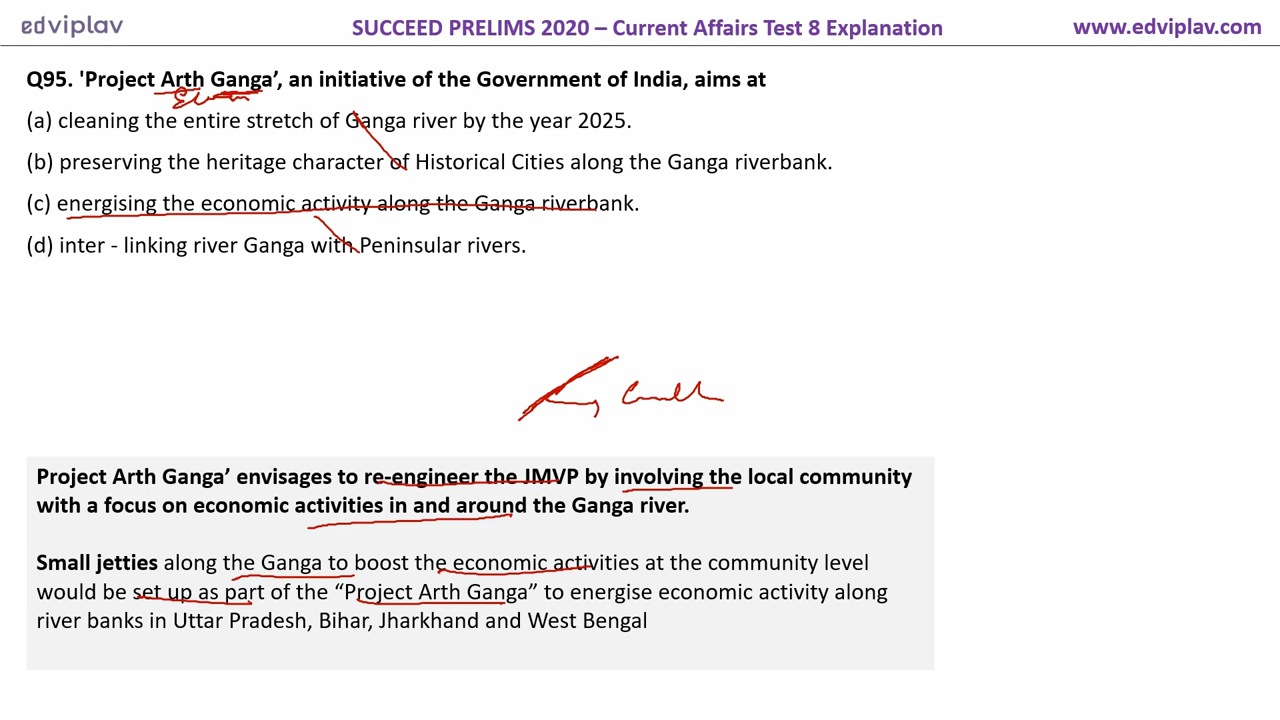 edviplav
SUCCEED PRELIMS 2020 – Current Affairs Test 8 Explanation
www.edviplav.com
Q95. 'Project Arth Ganga’, an initiative of the Government of India, aims at
(a) cleaning the entire stretch of Ganga river by the year 2025.
(b) preserving the heritage character of Historical Cities along the Ganga riverbank.
(c) energising the economic activity along the Ganga riverbank.
(d) inter - linking river Ganga with Peninsular rivers.
Project Arth Ganga’ envisages to re-engineer the JMVP by involving the local community
with a focus on economic activities in and around the Ganga river.
Small jetties along the Ganga to boost the economic activities at the community level
would be set up as part of the “Project Arth Ganga” to energise economic activity along
river banks in Uttar Pradesh, Bihar, Jharkhand and West Bengal